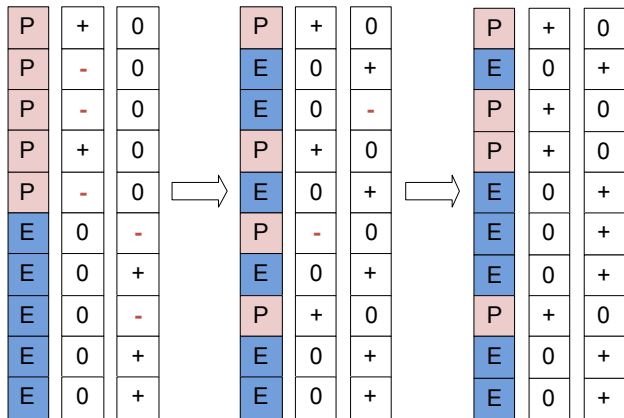 P + 0 P + 0 P + 0
P - 0 E 0 + E 0 +
P - 0 E 0 - P + 0
P + 0 P + 0 P + 0
P - 0 E 0 + E 0 +
E 0 - P - 0 E 0 +
E 0 + E 0 + E 0 +
E 0 - P + 0 P + 0
E 0 + E 0 + E 0 +
E 0 + E 0 + E 0 +